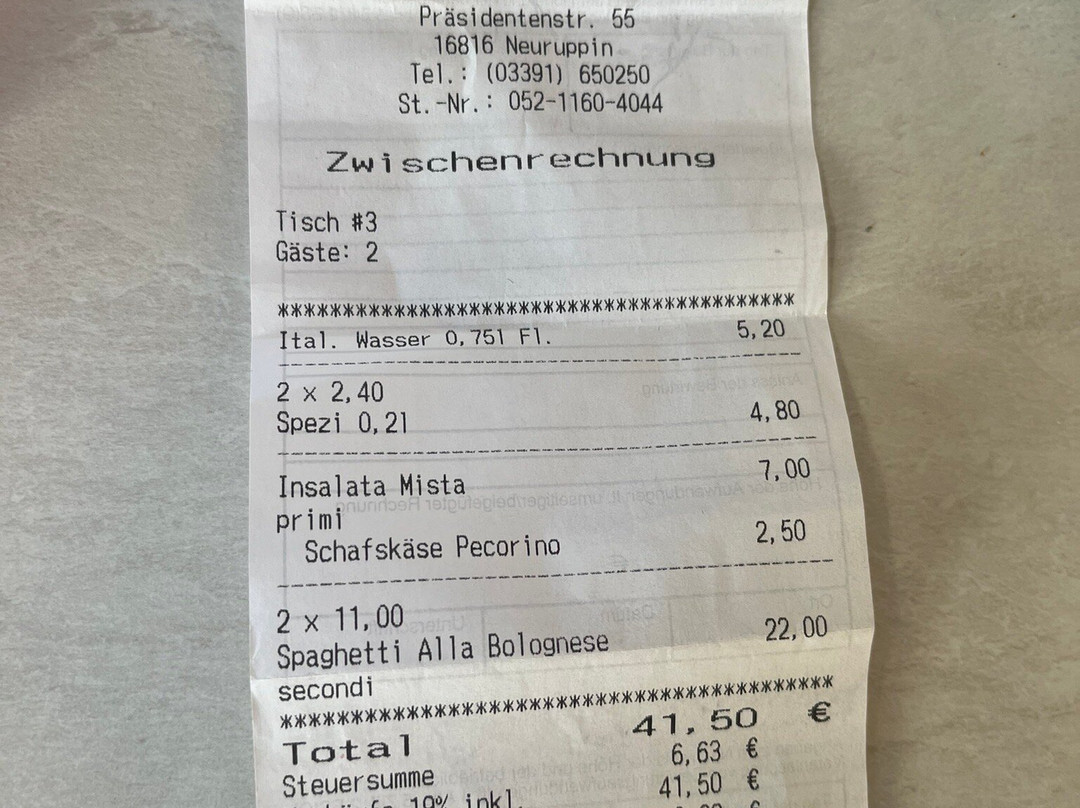 Präsidentenstr. 55
16816 Neuruppin
Tel.: (03391) 650250
St.-Nr.: 052-1160-4044
Zwischenrechnung
Tisch #3
Gäste: 2
****************************************
Ital. Wasser 0,75l Fl. 5,20
2 x 2,40
Spezi 0,2l 4,80
Insalata Mista 7,00
primi
Schafskäse Pecorino 2,50
2 x 11,00
Spaghetti Alla Bolognese 22,00
secondi
****************************************
Total 41,50 €
Steuersumme 6,63 €
19% inkl. 41,50 €